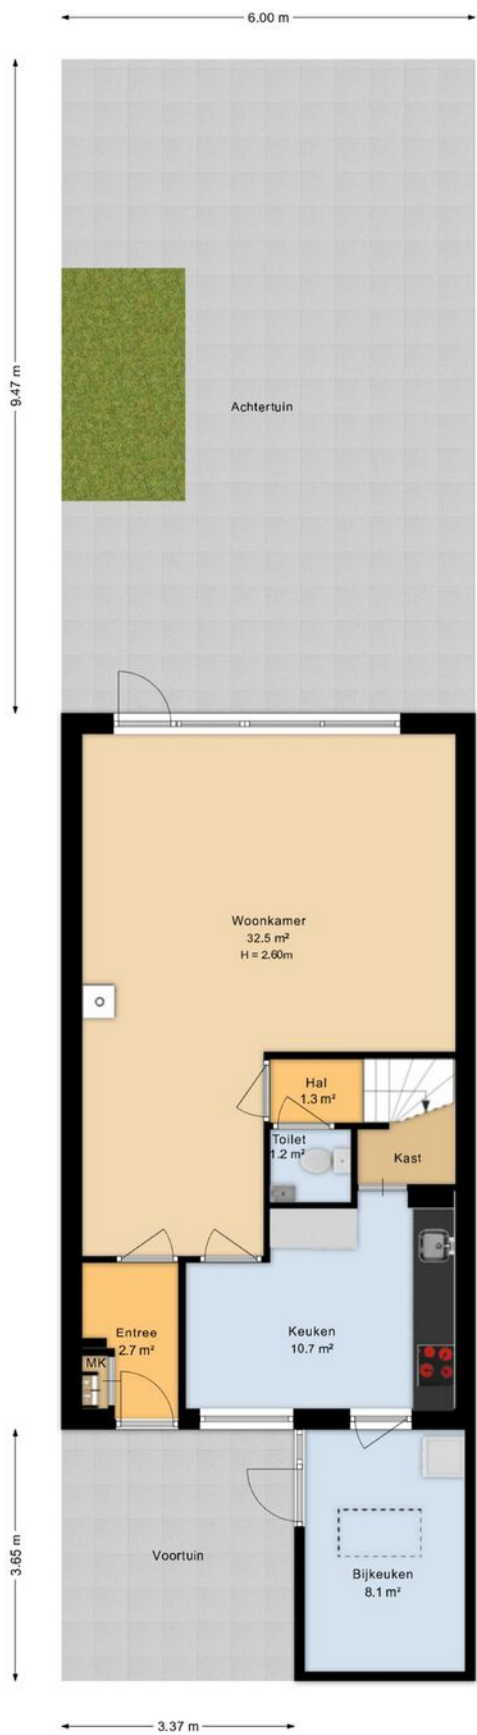 6.00 m
9.47 m
Achtertuin
Woonkamer
32.5 m²
H = 2.60m
Hal
1.3 m²
Toilet
1.2 m²
Kast
Entree
2.7 m²
Keuken
10.7 m²
MK
3.65 m
Voortuin
Bijkeuken
8.1 m²
3.37 m